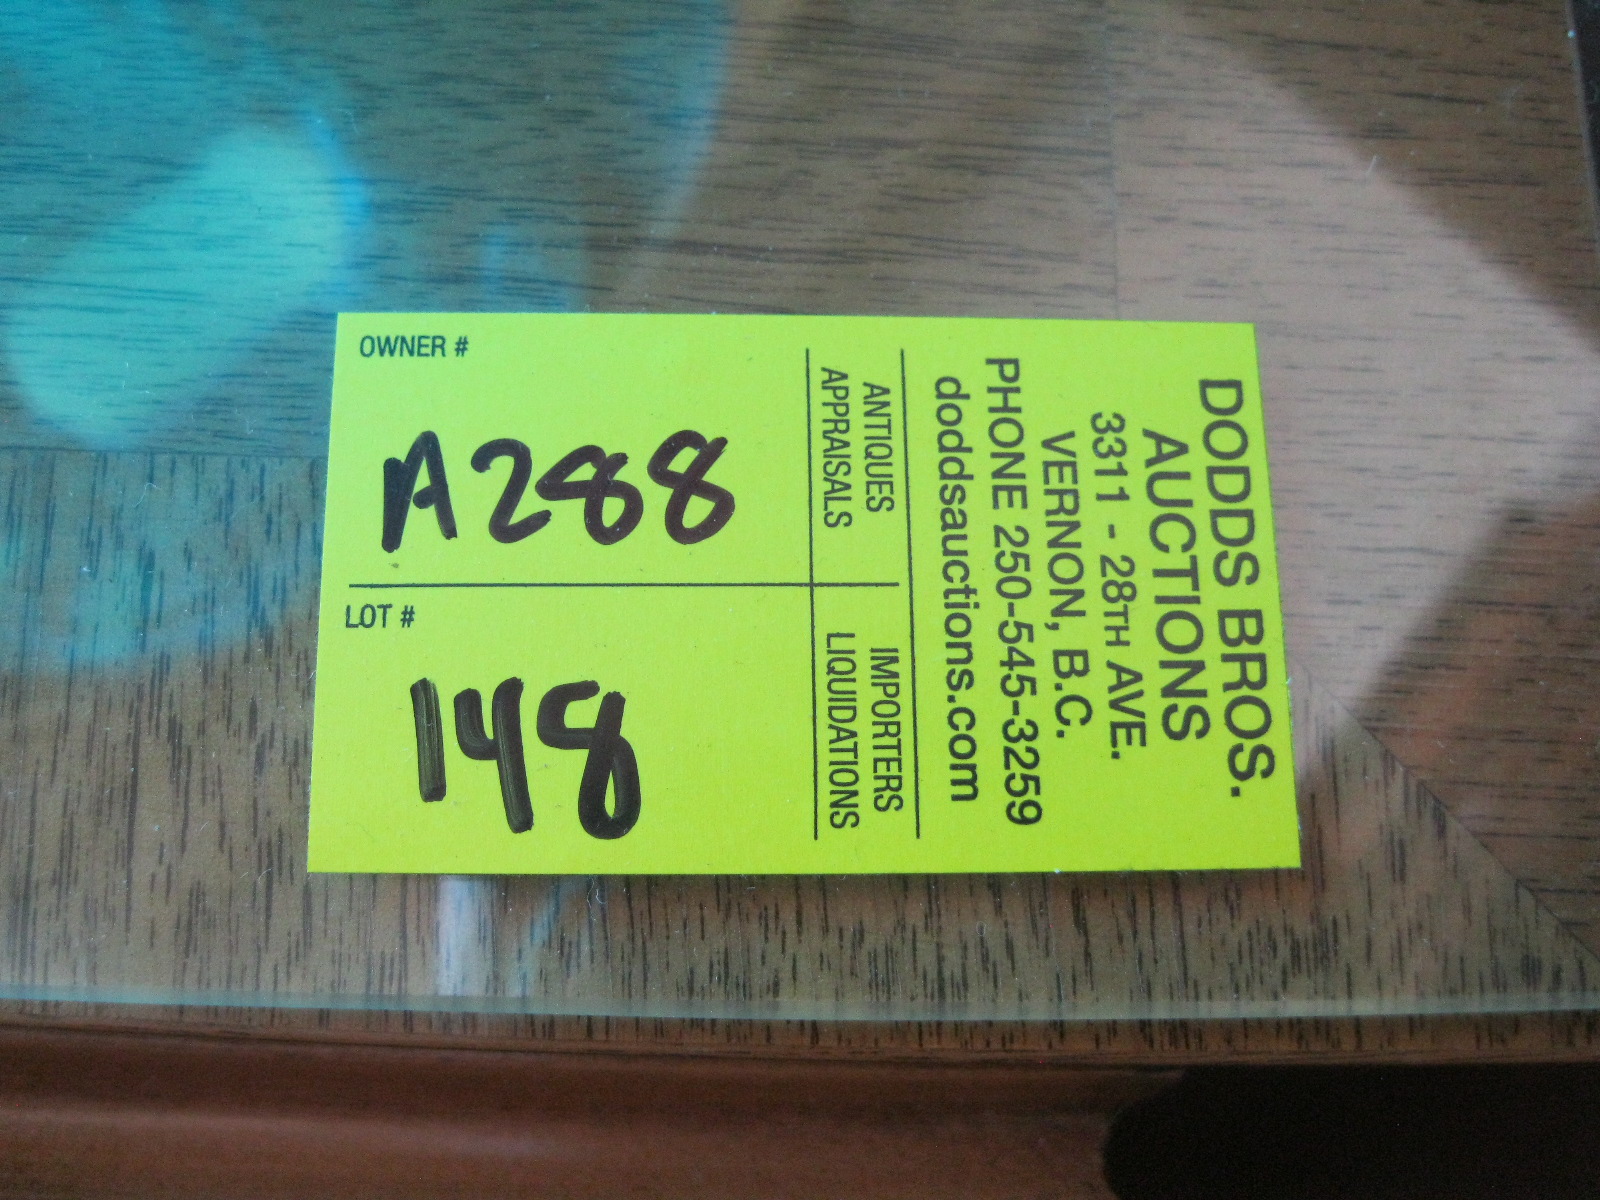 DODDS BROS.
AUCTIONS
3311 - 28TH AVE.
VERNON, B.C.
PHONE 250-545-3259
doddsauctions.com
ANTIQUES
APPRAISALS
IMPORTERS
LIQUIDATIONS
OWNER #
A288
LOT #
148